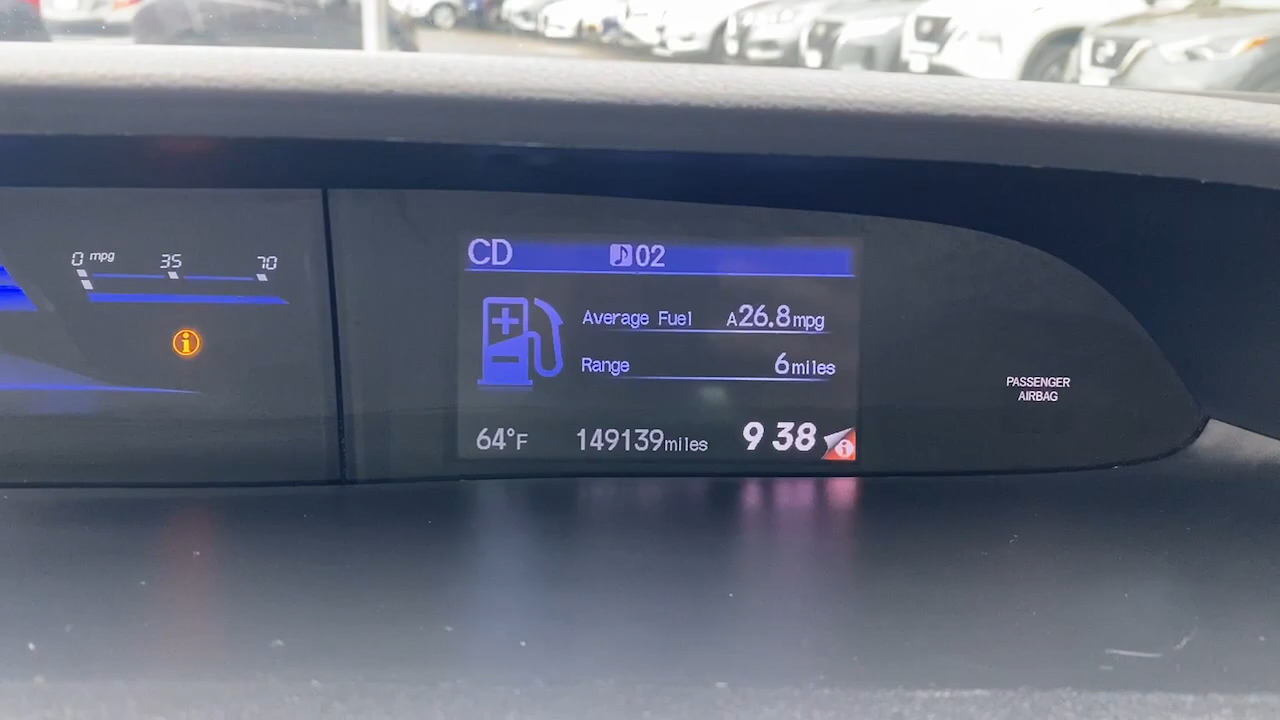 0 mpg 35 70
CD 02
Average Fuel A26.8mpg
Range 6miles
64°F 149139miles 9 38
PASSENGER
AIRBAG